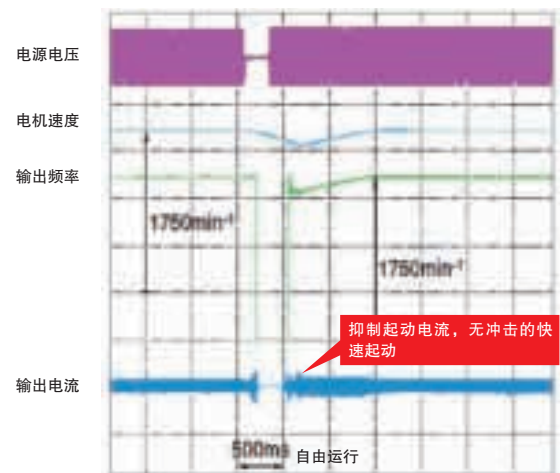 电源电压
电机速度
输出频率
1750min⁻¹
1750min⁻¹
抑制起动电流，无冲击的快
速起动
输出电流
500ms 自由运行